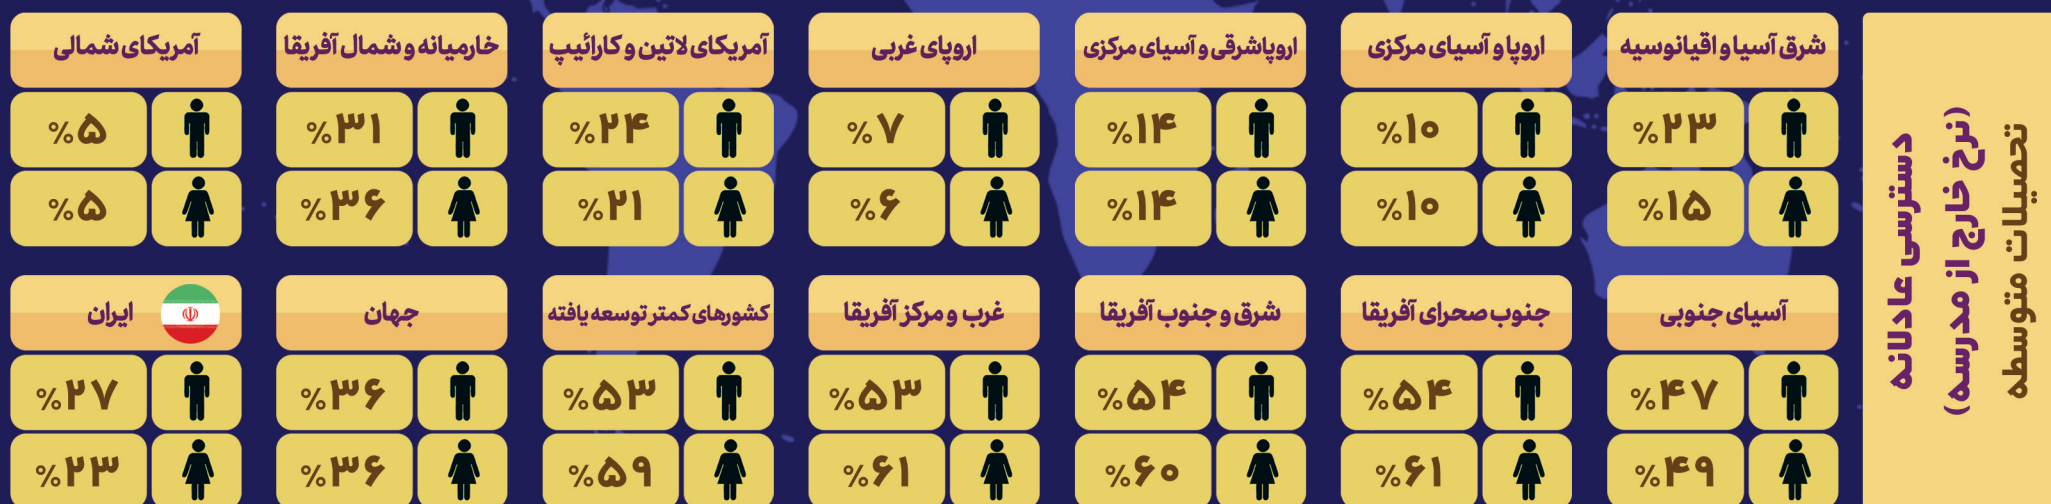 دسترسی عادلانه
(نرخ خارج از مدرسه)
تحصیلات متوسطه
شرق آسیا و اقیانوسیه
%۲۳
%۱۵
اروپا و آسیای مرکزی
%۱۰
%۱۰
اروپاشرقی و آسیای مرکزی
%۱۴
%۱۴
اروپای غربی
%۷
%۶
آمریکای لاتین و کارائیب
%۲۴
%۲۱
خارمیانه و شمال آفریقا
%۳۱
%۳۶
آمریکای شمالی
%۵
%۵
آسیای جنوبی
%۴۷
%۴۹
جنوب صحرای آفریقا
%۵۴
%۶۱
شرق و جنوب آفریقا
%۵۴
%۶۰
غرب و مرکز آفریقا
%۵۳
%۶۱
کشورهای کمتر توسعه یافته
%۵۳
%۵۹
جهان
%۳۶
%۳۶
ایران
%۲۷
%۲۳